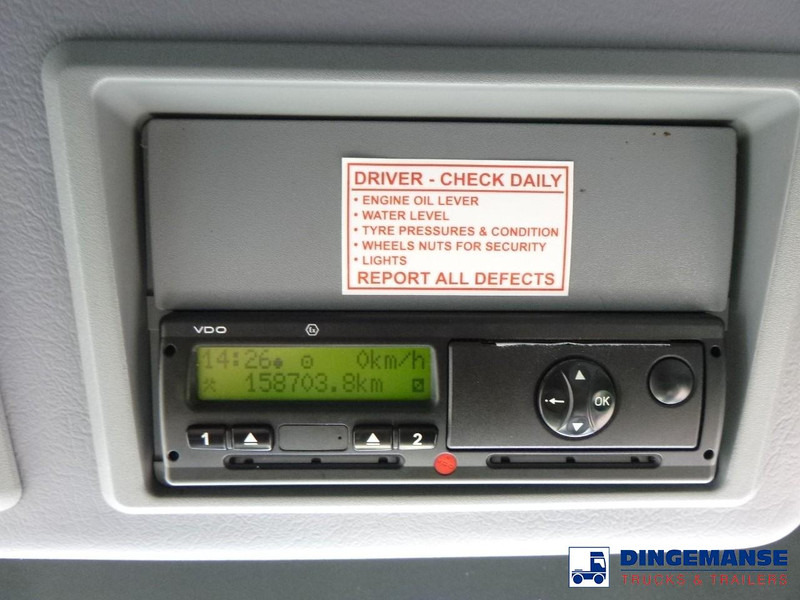 DRIVER - CHECK DAILY
• ENGINE OIL LEVER
• WATER LEVEL
• TYRE PRESSURES & CONDITION
• WHEELS NUTS FOR SECURITY
• LIGHTS
REPORT ALL DEFECTS
VDO Ex
14:26 0km/h
158703.8km
1 2
OK
DINGEMANSE
TRUCKS & TRAILERS